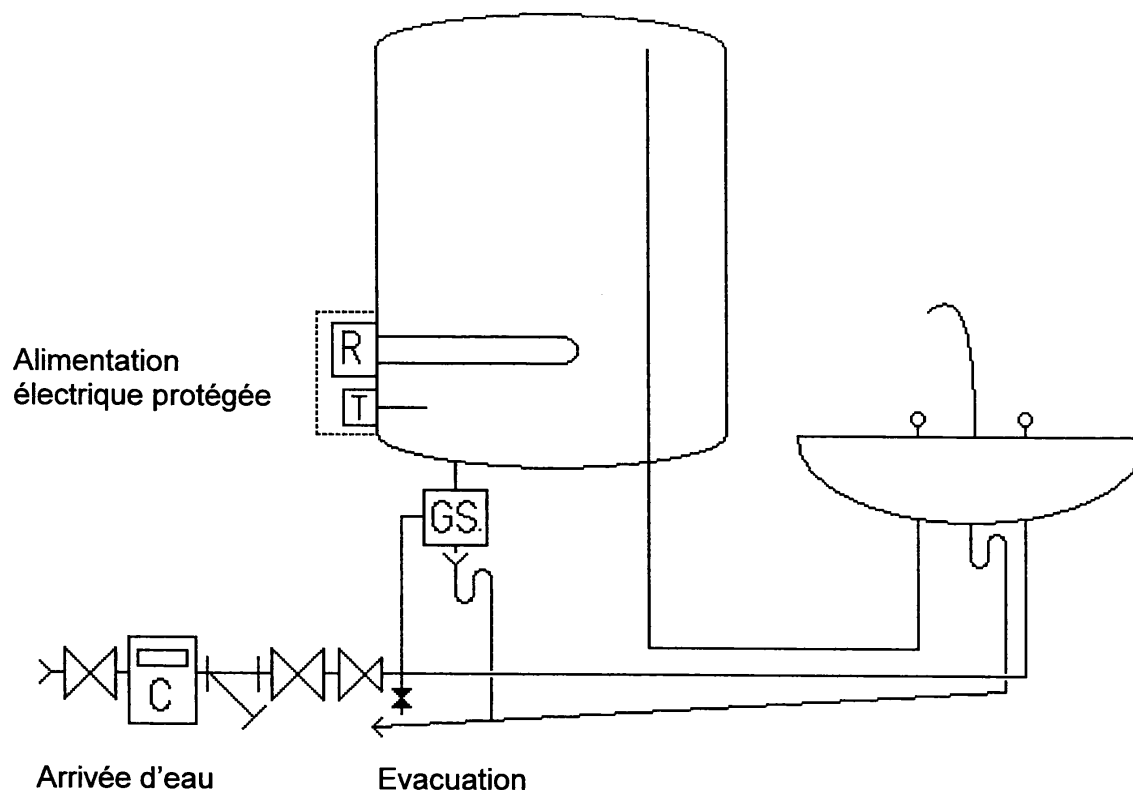 R
Alimentation
électrique protégée
T
GS.
C
Arrivée d'eau
Evacuation